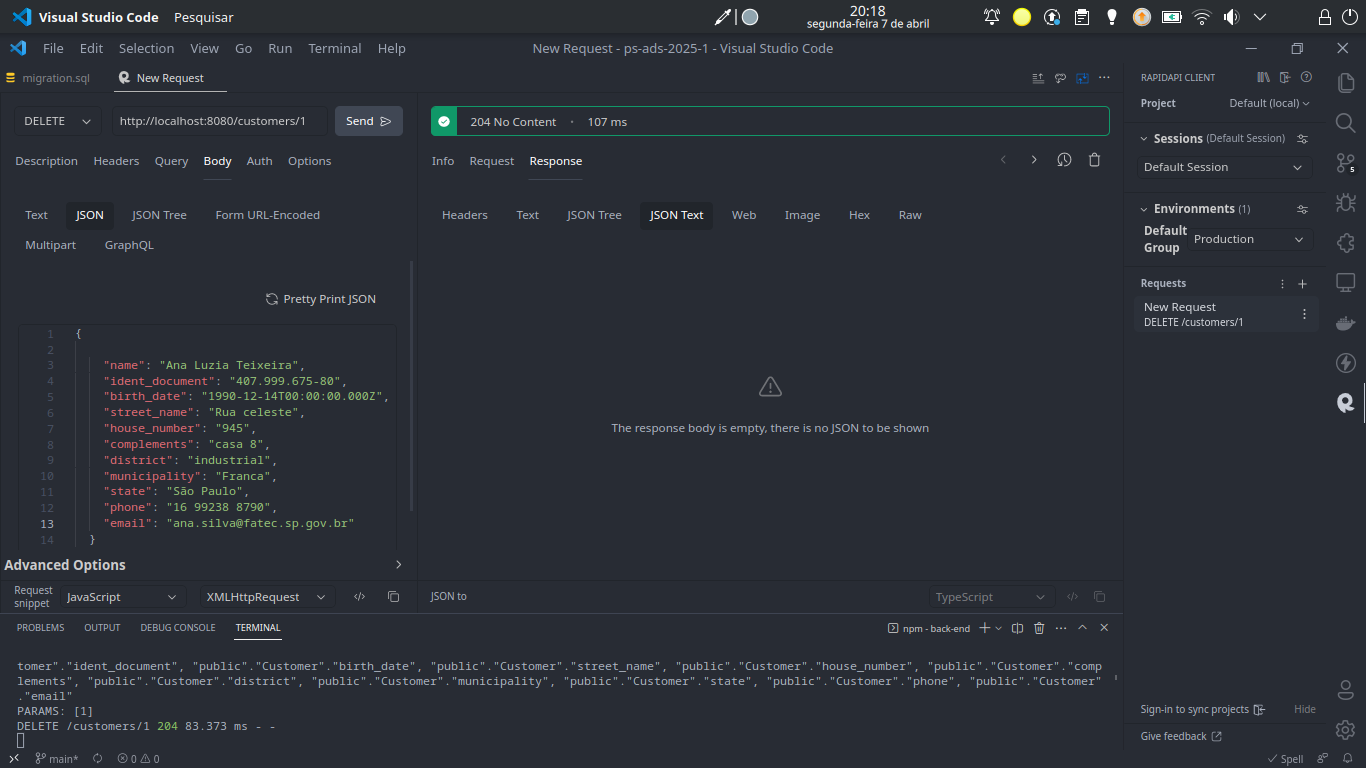 Visual Studio Code Pesquisar
20:18
segunda-feira 7 de abril
File Edit Selection View Go Run Terminal Help
New Request - ps-ads-2025-1 - Visual Studio Code
migration.sql
New Request
DELETE
http://localhost:8080/customers/1
Send
Description Headers Query Body Auth Options
Text JSON JSON Tree Form URL-Encoded
Multipart GraphQL
Pretty Print JSON
1 {
2
3 "name": "Ana Luzia Teixeira",
4 "ident_document": "407.999.675-80",
5 "birth_date": "1990-12-14T00:00:00.000Z",
6 "street_name": "Rua celeste",
7 "house_number": "945",
8 "complements": "casa 8",
9 "district": "industrial",
10 "municipality": "Franca",
11 "state": "São Paulo",
12 "phone": "16 99238 8790",
13 "email": "ana.silva@fatec.sp.gov.br"
14 }
Advanced Options
Request
snippet
JavaScript
XMLHttpRequest
204 No Content · 107 ms
Info Request Response
Headers Text JSON Tree JSON Text Web Image Hex Raw
The response body is empty, there is no JSON to be shown
JSON to
TypeScript
RAPIDAPI CLIENT
Project Default (local)
Sessions (Default Session)
Default Session
Environments (1)
Default
Group
Production
Requests
New Request
DELETE /customers/1
Sign-in to sync projects
Hide
Give feedback
5
PROBLEMS OUTPUT DEBUG CONSOLE TERMINAL
npm - back-end
tomer"."ident_document", "public"."Customer"."birth_date", "public"."Customer"."street_name", "public"."Customer"."house_number", "public"."Customer"."comp
lements", "public"."Customer"."district", "public"."Customer"."municipality", "public"."Customer"."state", "public"."Customer"."phone", "public"."Customer"
."email"
PARAMS: [1]
DELETE /customers/1 204 83.373 ms - -
main* 0 0
Spell